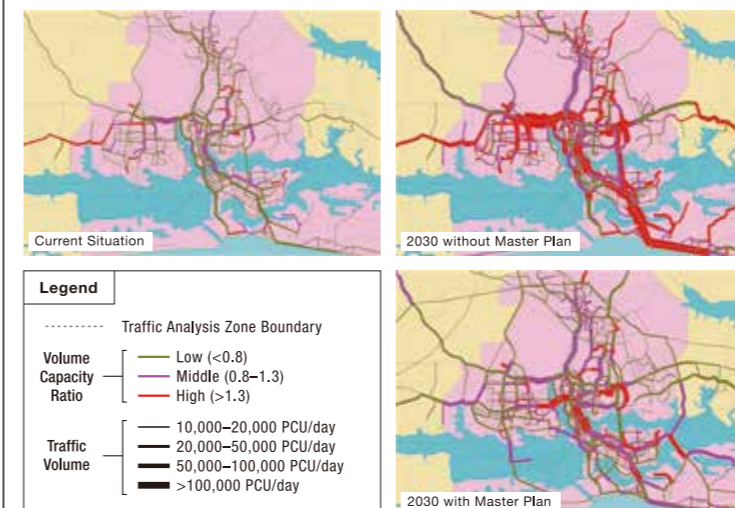 Current Situation
2030 without Master Plan
Legend
Traffic Analysis Zone Boundary
Volume
Capacity
Ratio
Low (<0.8)
Middle (0.8–1.3)
High (>1.3)
Traffic
Volume
10,000–20,000 PCU/day
20,000–50,000 PCU/day
50,000–100,000 PCU/day
>100,000 PCU/day
2030 with Master Plan